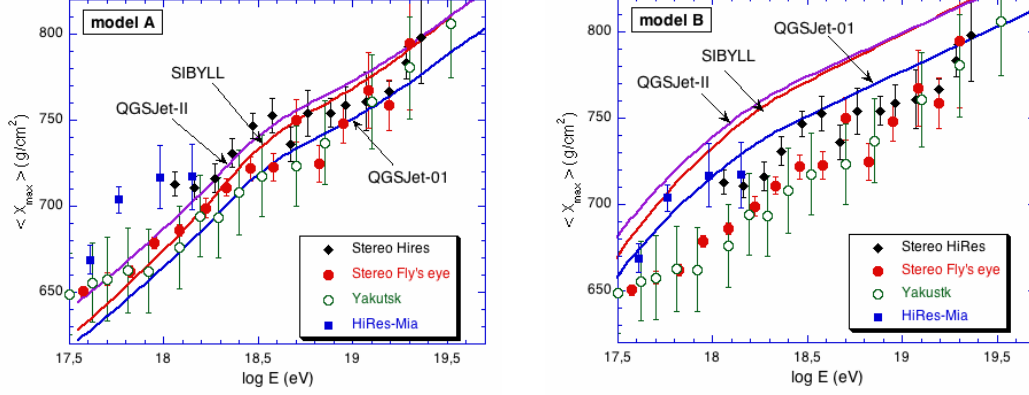 model A
800
750
700
650
< X_max > (g/cm²)
SIBYLL
QGSJet-II
QGSJet-01
Stereo Hires
Stereo Fly's eye
Yakutsk
HiRes-Mia
17,5 18 18,5 19 19,5
log E (eV)
model B
800
750
700
650
< X_max > (g/cm²)
QGSJet-01
SIBYLL
QGSJet-II
Stereo HiRes
Stereo Fly's eye
Yakustk
HiRes-Mia
17,5 18 18,5 19 19,5
log E (eV)